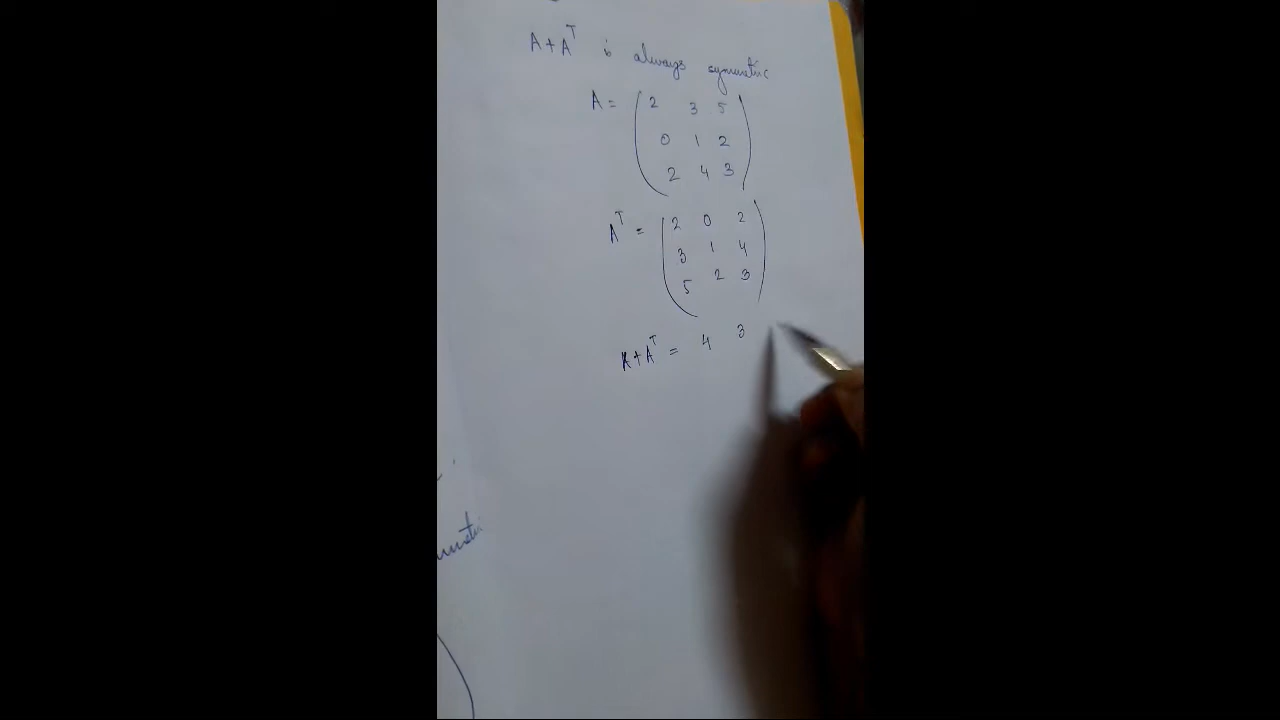 A+A^T is always symmetric
A = ( 2 3 5
0 1 2
2 4 3 )
A^T = ( 2 0 2
3 1 4
5 2 3 )
A+A^T = 4 3